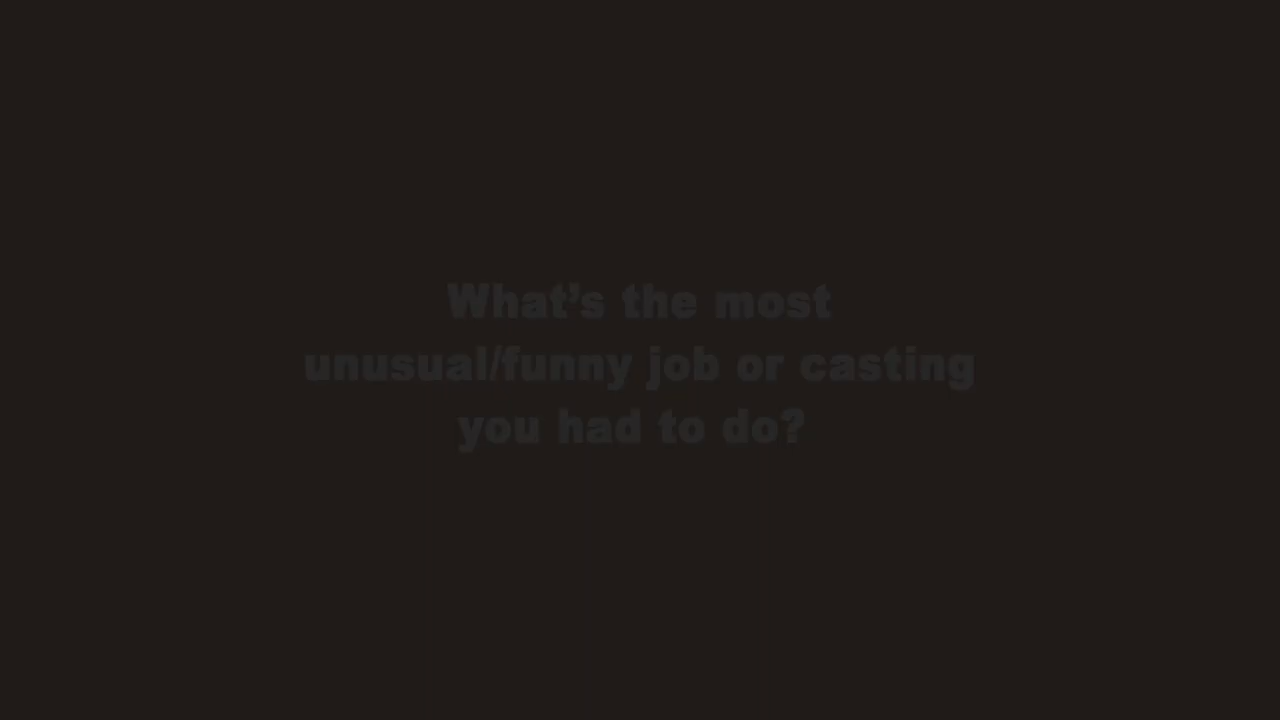 What’s the most
unusual/funny job or casting
you had to do?